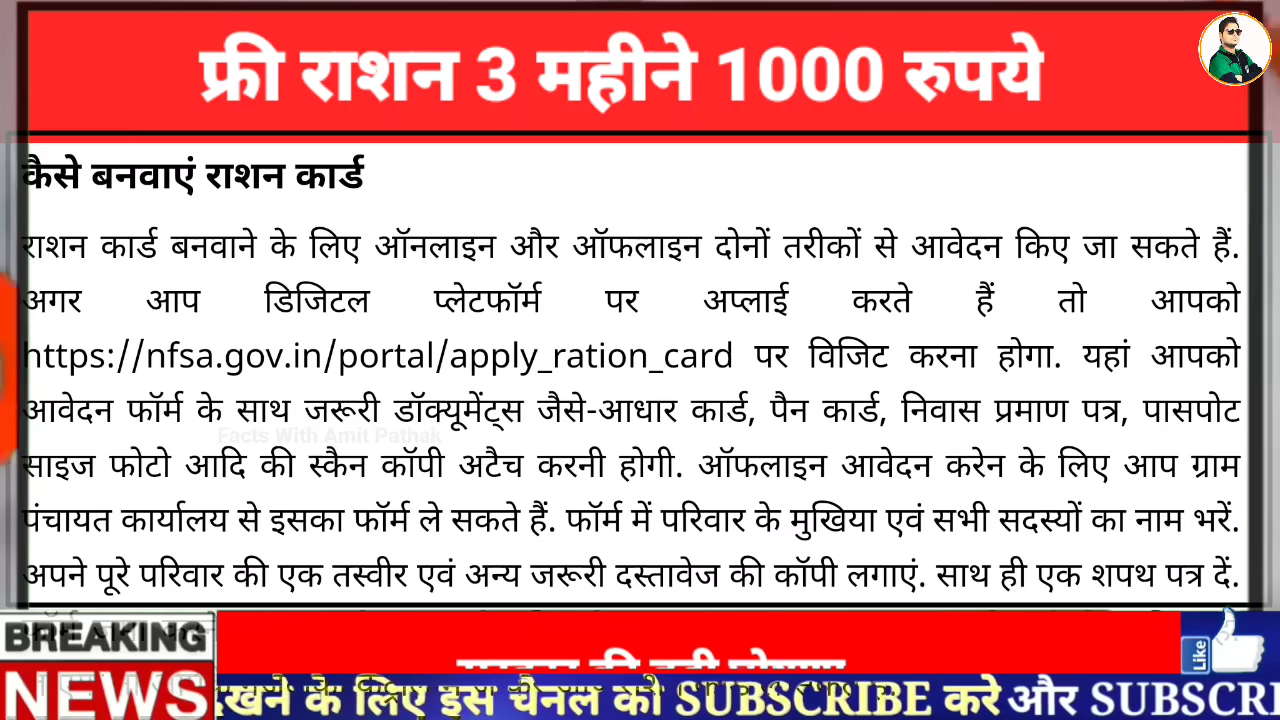 फ्री राशन 3 महीने 1000 रुपये
कैसे बनवाएं राशन कार्ड
राशन कार्ड बनवाने के लिए ऑनलाइन और ऑफलाइन दोनों तरीकों से आवेदन किए जा सकते हैं.
अगर आप डिजिटल प्लेटफॉर्म पर अप्लाई करते हैं तो आपको
https://nfsa.gov.in/portal/apply_ration_card पर विजिट करना होगा. यहां आपको
आवेदन फॉर्म के साथ जरूरी डॉक्यूमेंट्स जैसे-आधार कार्ड, पैन कार्ड, निवास प्रमाण पत्र, पासपोट
Facts With Amit Pathak
साइज फोटो आदि की स्कैन कॉपी अटैच करनी होगी. ऑफलाइन आवेदन करेन के लिए आप ग्राम
पंचायत कार्यालय से इसका फॉर्म ले सकते हैं. फॉर्म में परिवार के मुखिया एवं सभी सदस्यों का नाम भरें.
अपने पूरे परिवार की एक तस्वीर एवं अन्य जरूरी दस्तावेज की कॉपी लगाएं. साथ ही एक शपथ पत्र दें.
BREAKING
NEWS
Like
देखने के लिए इस चैनल को SUBSCRIBE करे और SUBSCRI